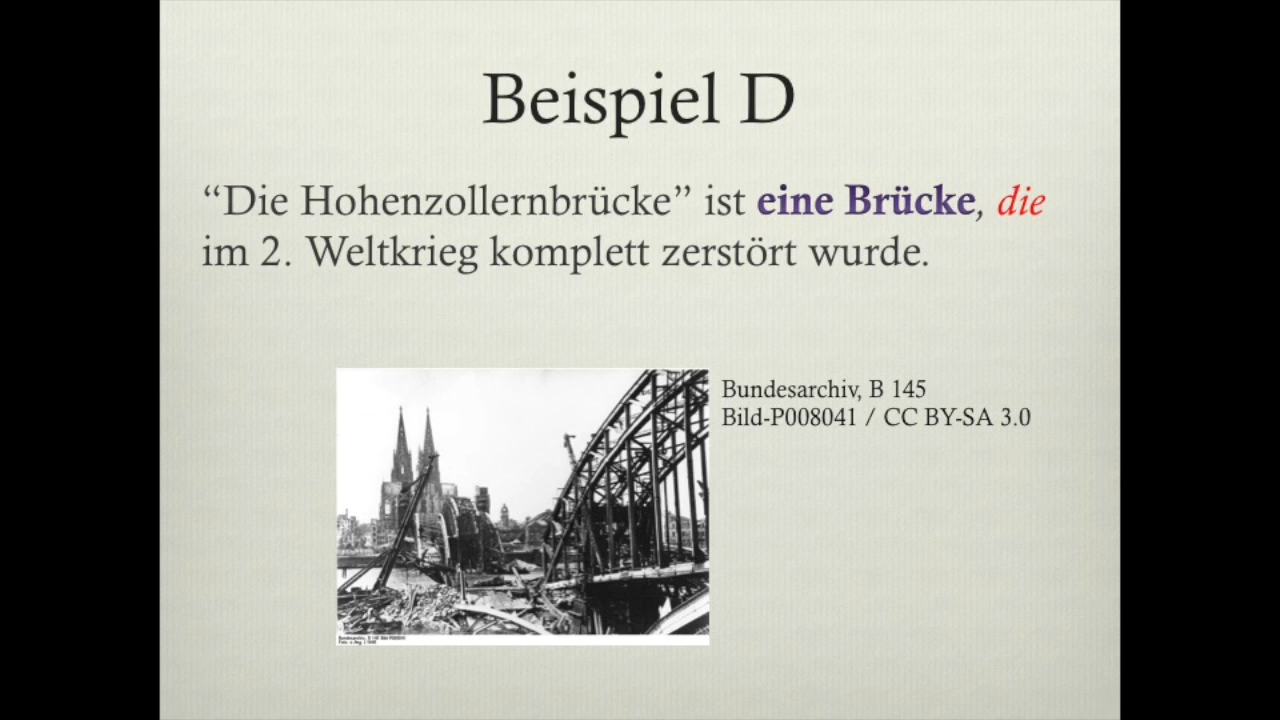 Beispiel D
“Die Hohenzollernbrücke” ist eine Brücke, die
im 2. Weltkrieg komplett zerstört wurde.
Bundesarchiv, B 145
Bild-P008041 / CC BY-SA 3.0